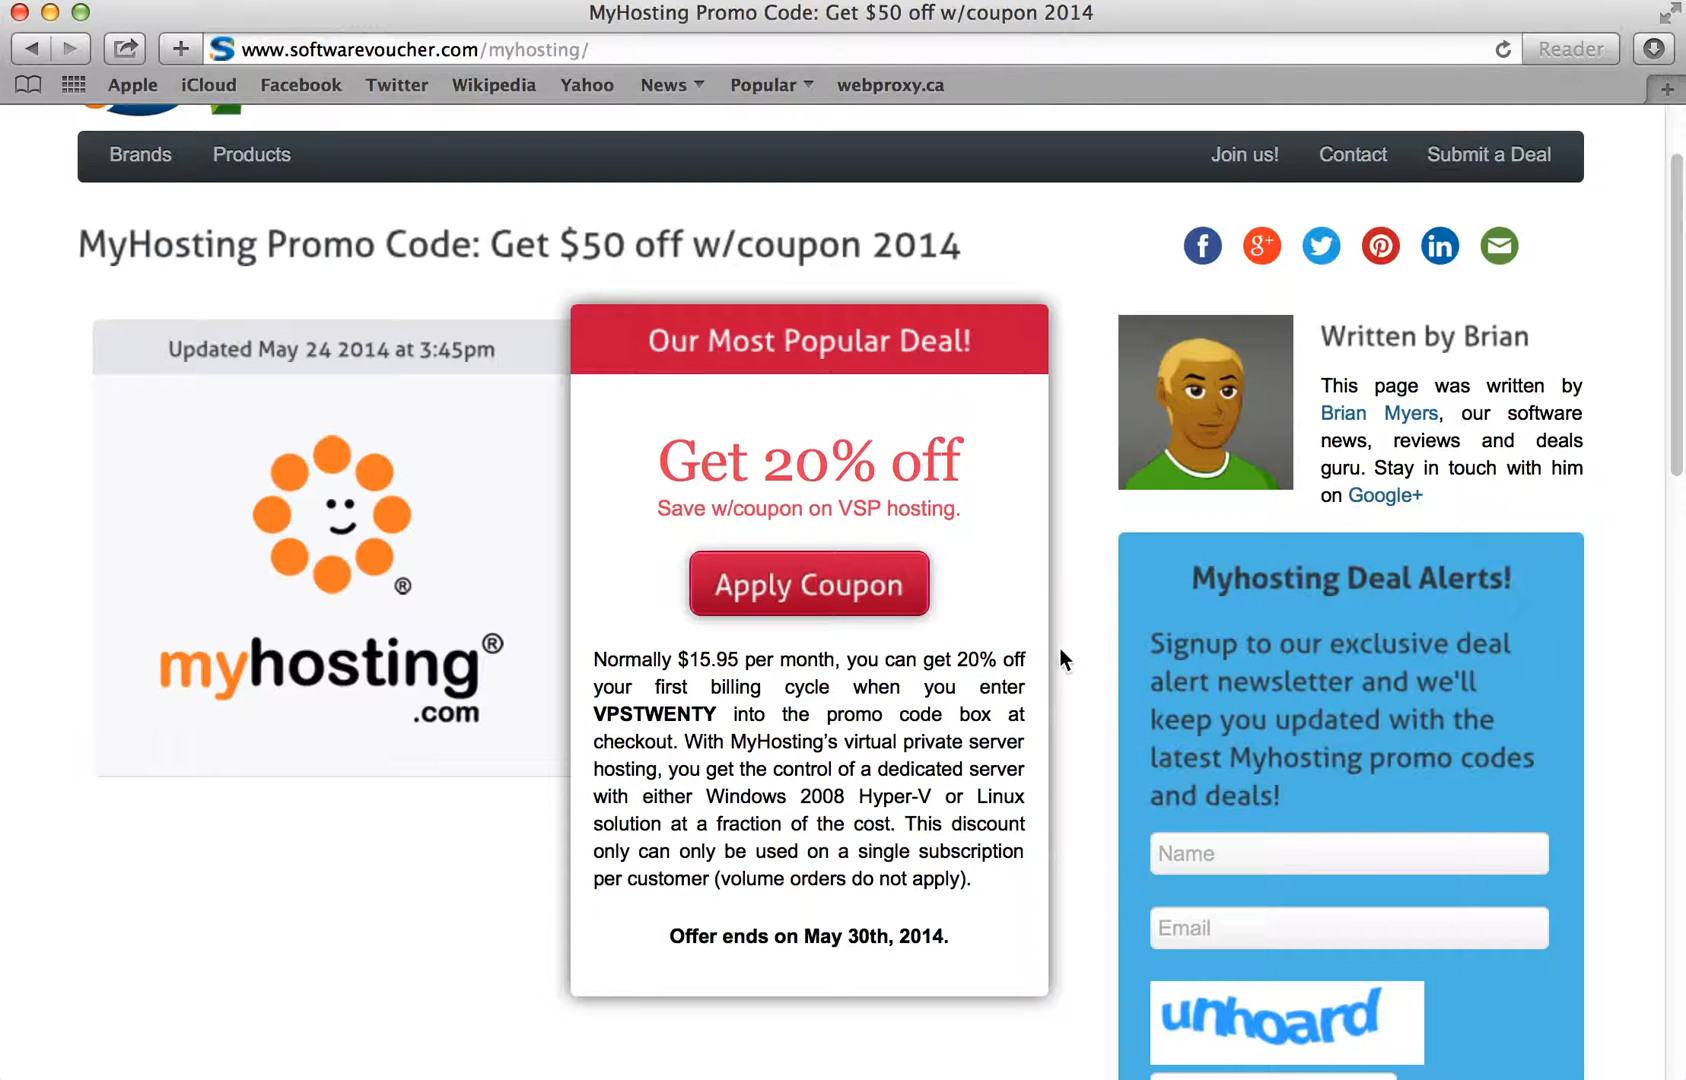 MyHosting Promo Code: Get $50 off w/coupon 2014
www.softwarevoucher.com/myhosting/
Reader
Apple iCloud Facebook Twitter Wikipedia Yahoo News Popular webproxy.ca
Brands Products Join us! Contact Submit a Deal
MyHosting Promo Code: Get $50 off w/coupon 2014
Updated May 24 2014 at 3:45pm
myhosting®
.com
®
Our Most Popular Deal!
Get 20% off
Save w/coupon on VSP hosting.
Apply Coupon
Normally $15.95 per month, you can get 20% off
your first billing cycle when you enter
VPSTWENTY into the promo code box at
checkout. With MyHosting’s virtual private server
hosting, you get the control of a dedicated server
with either Windows 2008 Hyper-V or Linux
solution at a fraction of the cost. This discount
only can only be used on a single subscription
per customer (volume orders do not apply).
Offer ends on May 30th, 2014.
Written by Brian
This page was written by
Brian Myers, our software
news, reviews and deals
guru. Stay in touch with him
on Google+
Myhosting Deal Alerts!
Signup to our exclusive deal
alert newsletter and we'll
keep you updated with the
latest Myhosting promo codes
and deals!
Name
Email
unhoard